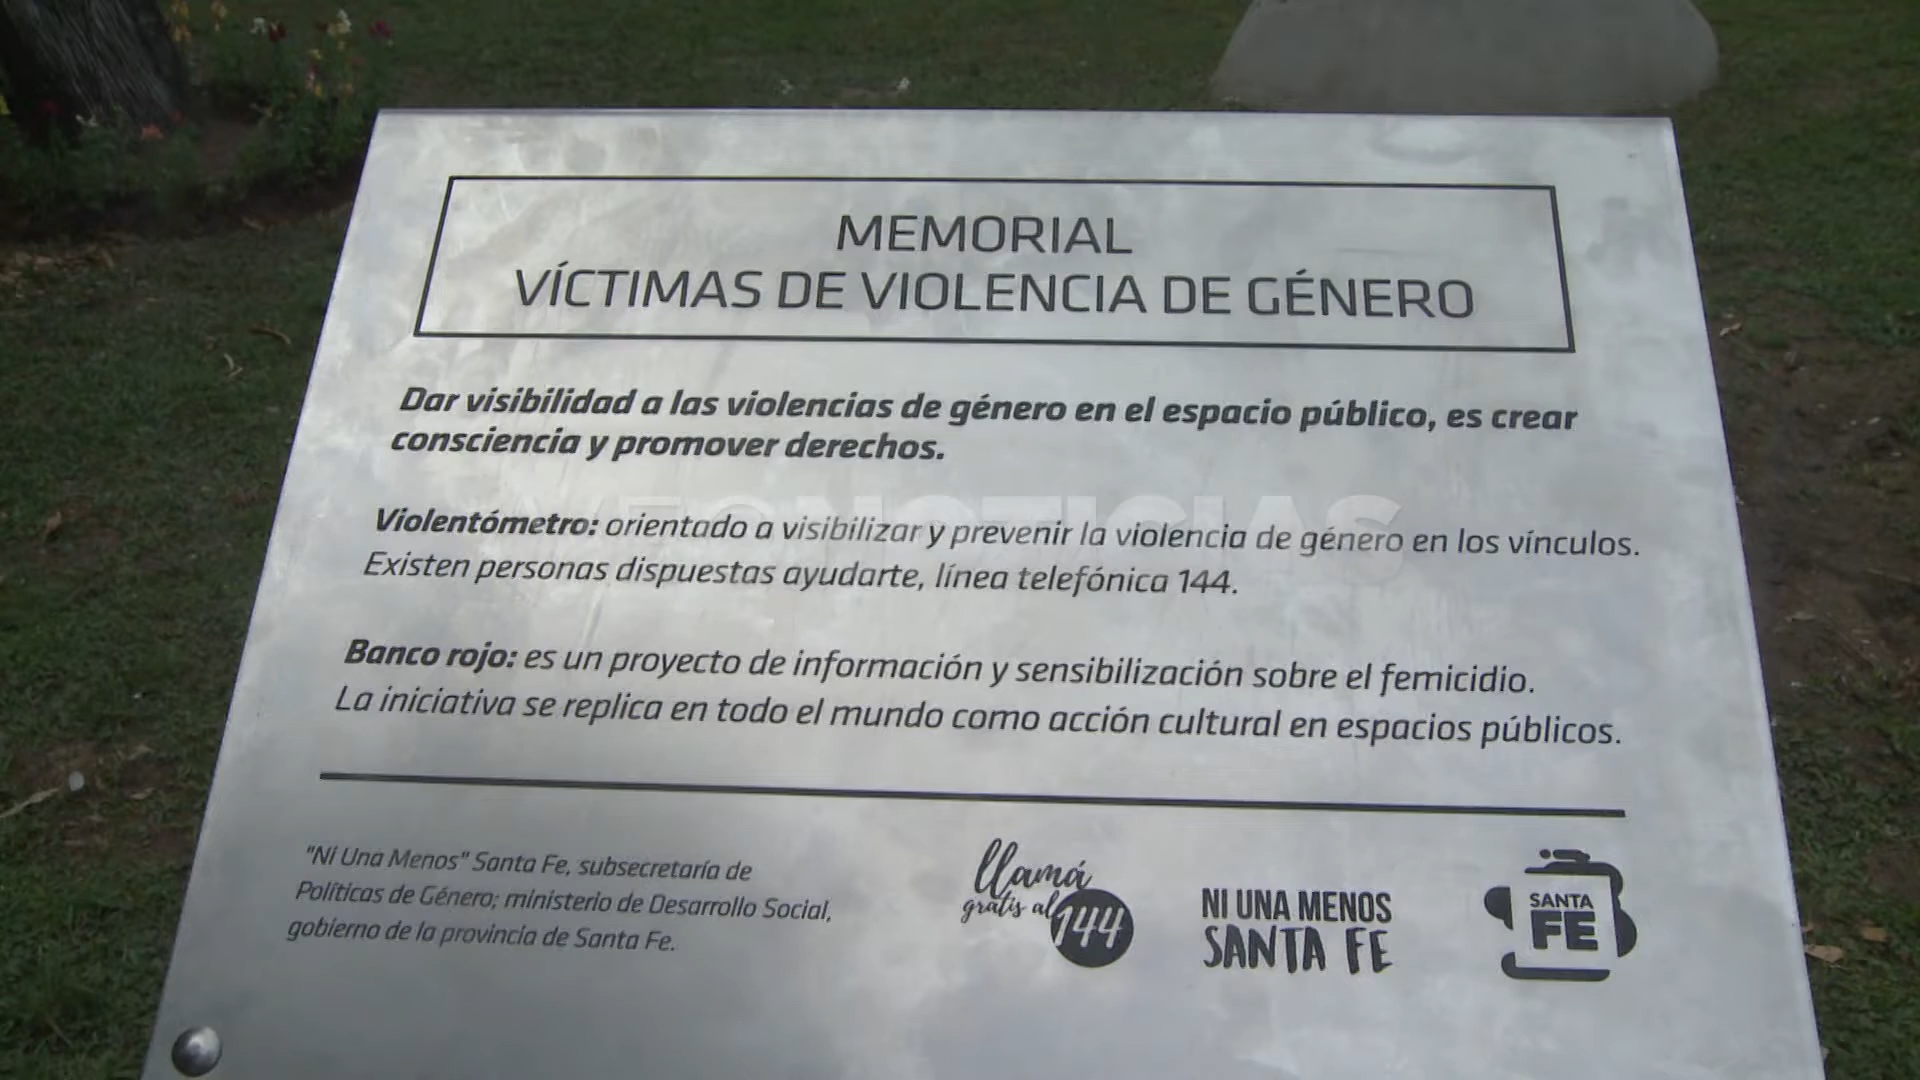 MEMORIAL
VÍCTIMAS DE VIOLENCIA DE GÉNERO
Dar visibilidad a las violencias de género en el espacio público, es crear
consciencia y promover derechos.
Violentómetro: orientado a visibilizar y prevenir la violencia de género en los vínculos.
Existen personas dispuestas ayudarte, línea telefónica 144.
Banco rojo: es un proyecto de información y sensibilización sobre el femicidio.
La iniciativa se replica en todo el mundo como acción cultural en espacios públicos.
"Ni Una Menos" Santa Fe, subsecretaría de
Políticas de Género; ministerio de Desarrollo Social,
gobierno de la provincia de Santa Fe.
llamá
gratis al 144
NI UNA MENOS
SANTA FE
SANTA
FE